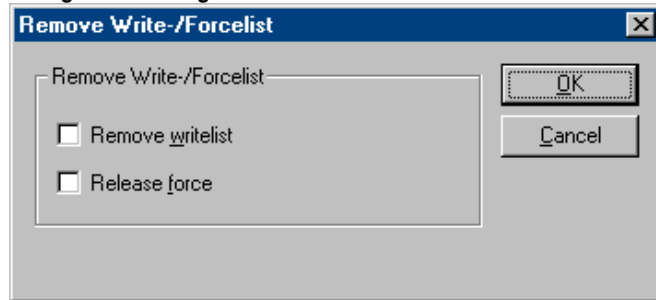 Remove Write-/Forcelist
Remove Write-/Forcelist
OK
Remove writelist
Cancel
Release force